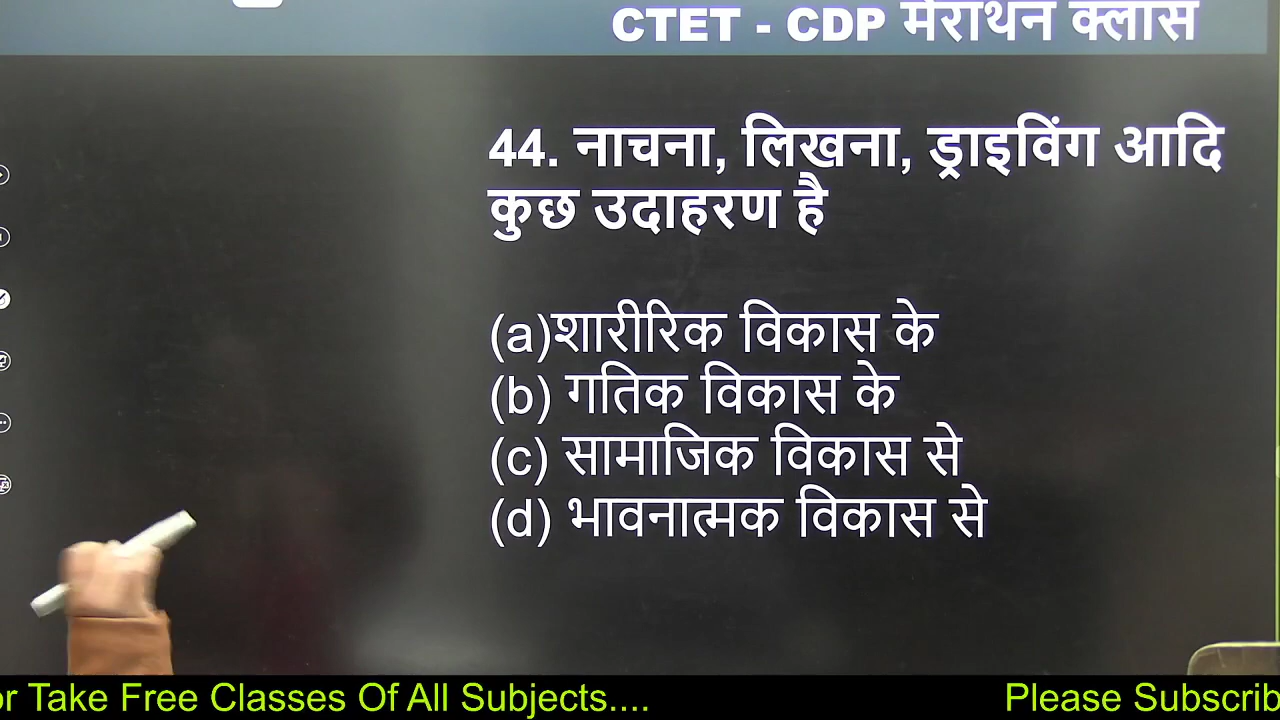 CTET - CDP मैराथन क्लास
44. नाचना, लिखना, ड्राइविंग आदि
कुछ उदाहरण है
(a)शारीरिक विकास के
(b) गतिक विकास के
(c) सामाजिक विकास से
(d) भावनात्मक विकास से
or Take Free Classes Of All Subjects.... Please Subscrib